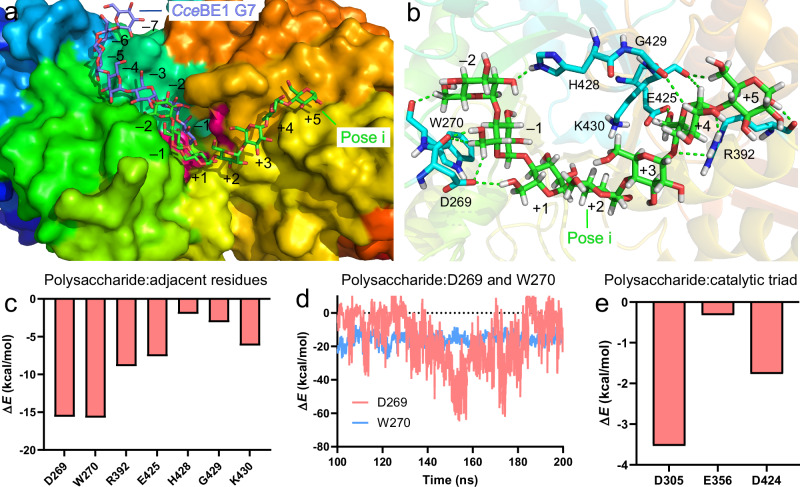 a
CceBE1 G7
−7
−6
−5
−4
−3
−2
−2
−1
−1
+1
+2
+3
+4
+5
Pose i
b
−2
G429
H428
W270
−1
E425
+5
K430
+4
R392
D269
+3
+1
+2
Pose i
c
Polysaccharide:adjacent residues
0
-5
-10
-15
-20
ΔE (kcal/mol)
D269 W270 R392 E425 H428 G429 K430
d
Polysaccharide:D269 and W270
0
-20
-40
-60
-80
ΔE (kcal/mol)
D269
W270
100 120 140 160 180 200
Time (ns)
e
Polysaccharide:catalytic triad
0
-1
-2
-3
-4
ΔE (kcal/mol)
D305 E356 D424